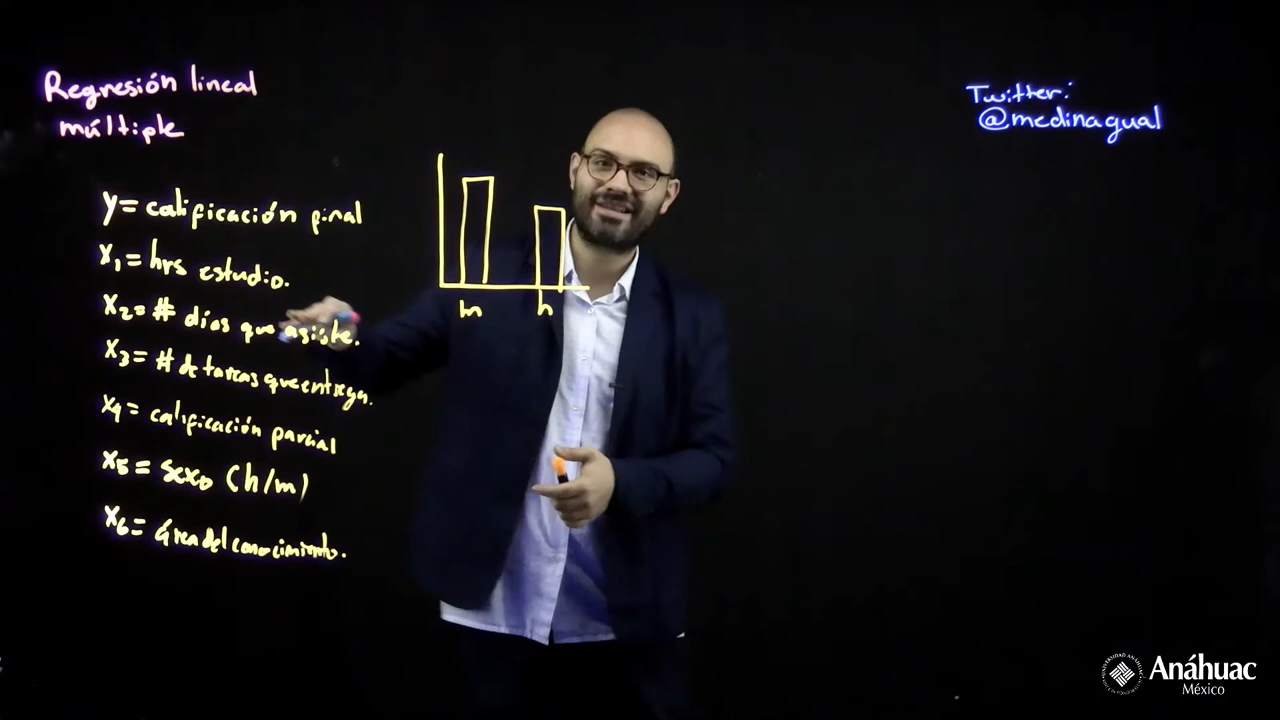 Regresión lineal
múltiple
y = calificación final
x₁ = hrs estudio.
x₂ = # días que asiste.
x₃ = # de tareas que entrega.
x₄ = calificación parcial
x₅ = sexo (h/m)
x₆ = área del conocimiento.
m h
Twitter:
@medinagual
Anáhuac
México